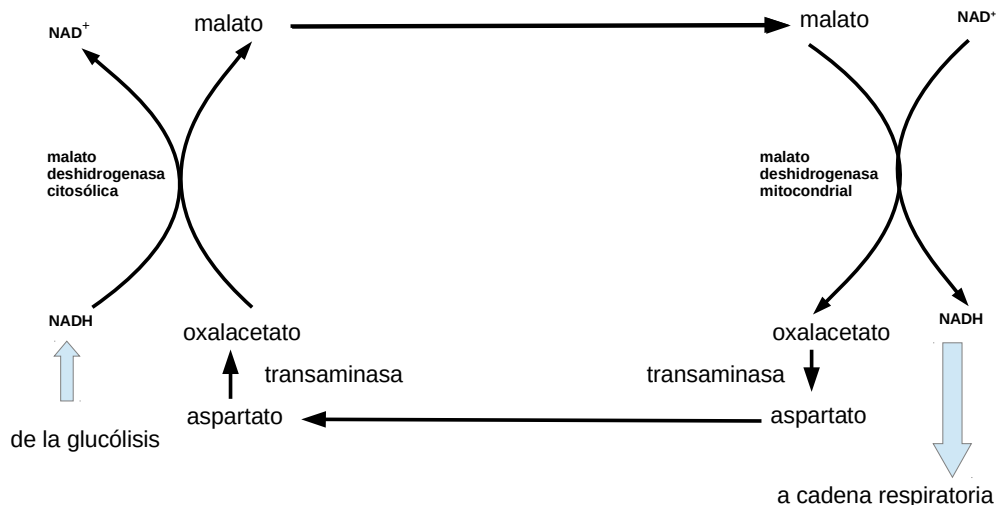 NAD+
malato
malato
NAD+
malato
deshidrogenasa
citosólica
malato
deshidrogenasa
mitocondrial
NADH
oxalacetato
oxalacetato
NADH
transaminasa
transaminasa
aspartato
aspartato
de la glucólisis
a cadena respiratoria